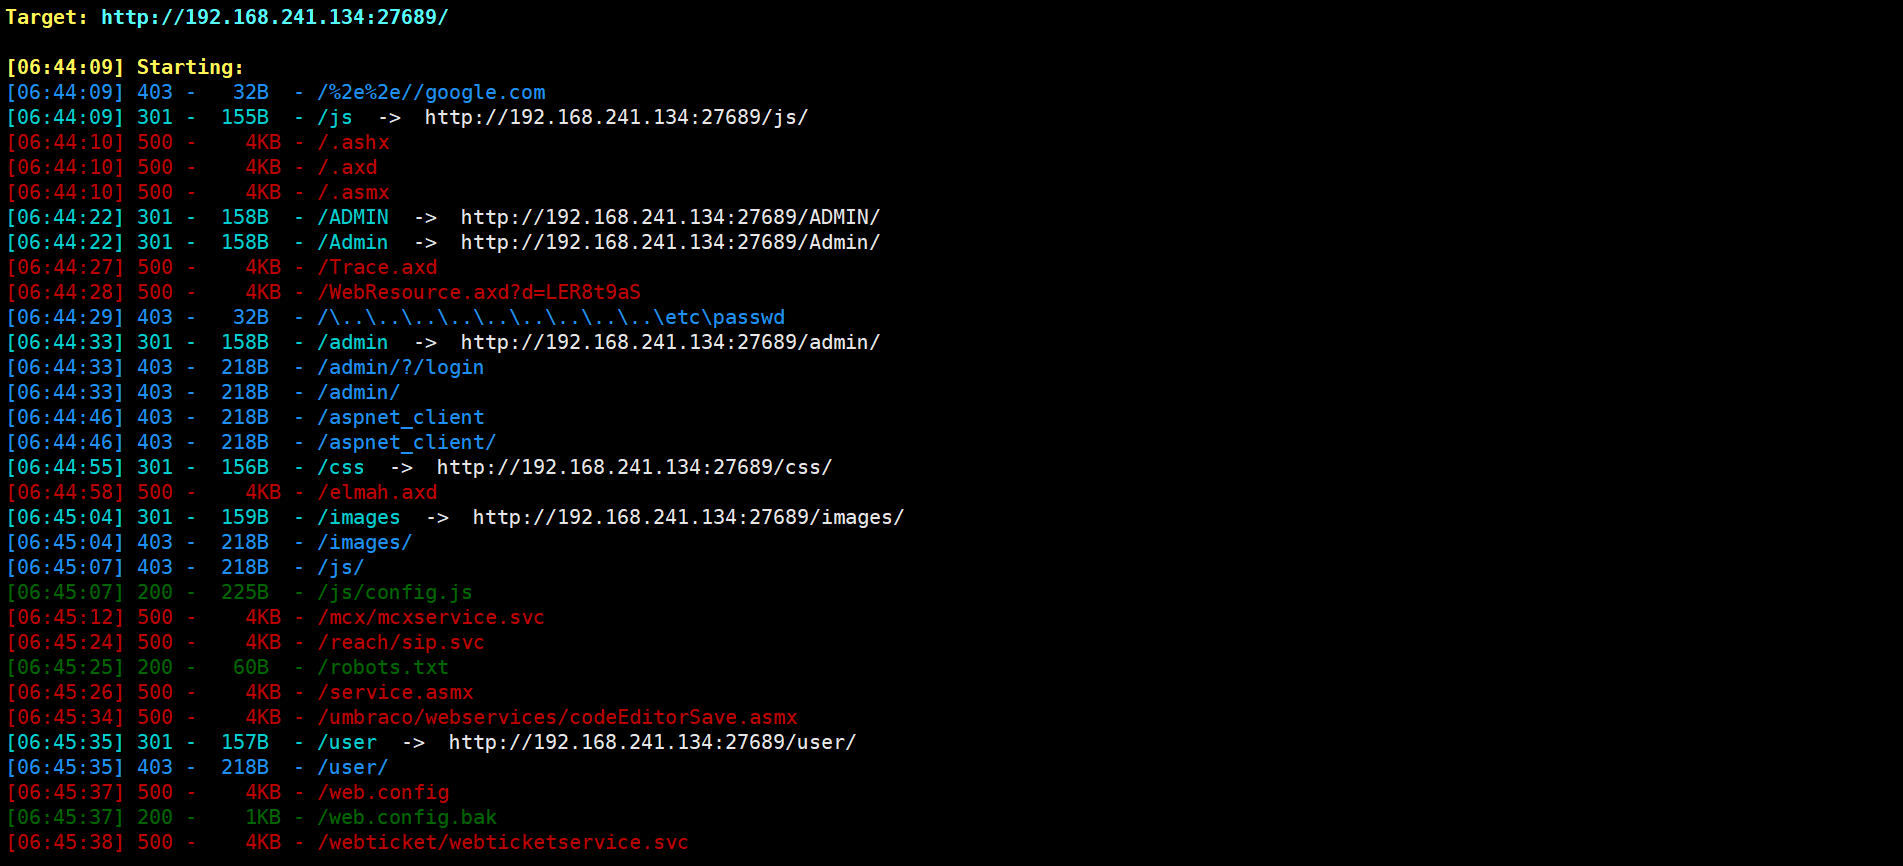 Target: http://192.168.241.134:27689/
[06:44:09] Starting:
[06:44:09] 403 -   32B  - /%2e%2e//google.com
[06:44:09] 301 -  155B  - /js  ->  http://192.168.241.134:27689/js/
[06:44:10] 500 -    4KB - /.ashx
[06:44:10] 500 -    4KB - /.axd
[06:44:10] 500 -    4KB - /.asmx
[06:44:22] 301 -  158B  - /ADMIN  ->  http://192.168.241.134:27689/ADMIN/
[06:44:22] 301 -  158B  - /Admin  ->  http://192.168.241.134:27689/Admin/
[06:44:27] 500 -    4KB - /Trace.axd
[06:44:28] 500 -    4KB - /WebResource.axd?d=LER8t9aS
[06:44:29] 403 -   32B  - /\..\..\..\..\..\..\..\..\..\etc\passwd
[06:44:33] 301 -  158B  - /admin  ->  http://192.168.241.134:27689/admin/
[06:44:33] 403 -  218B  - /admin/?/login
[06:44:33] 403 -  218B  - /admin/
[06:44:46] 403 -  218B  - /aspnet_client
[06:44:46] 403 -  218B  - /aspnet_client/
[06:44:55] 301 -  156B  - /css  ->  http://192.168.241.134:27689/css/
[06:44:58] 500 -    4KB - /elmah.axd
[06:45:04] 301 -  159B  - /images  ->  http://192.168.241.134:27689/images/
[06:45:04] 403 -  218B  - /images/
[06:45:07] 403 -  218B  - /js/
[06:45:07] 200 -  225B  - /js/config.js
[06:45:12] 500 -    4KB - /mcx/mcxservice.svc
[06:45:24] 500 -    4KB - /reach/sip.svc
[06:45:25] 200 -   60B  - /robots.txt
[06:45:26] 500 -    4KB - /service.asmx
[06:45:34] 500 -    4KB - /umbraco/webservices/codeEditorSave.asmx
[06:45:35] 301 -  157B  - /user  ->  http://192.168.241.134:27689/user/
[06:45:35] 403 -  218B  - /user/
[06:45:37] 500 -    4KB - /web.config
[06:45:37] 200 -    1KB - /web.config.bak
[06:45:38] 500 -    4KB - /webticket/webticketservice.svc